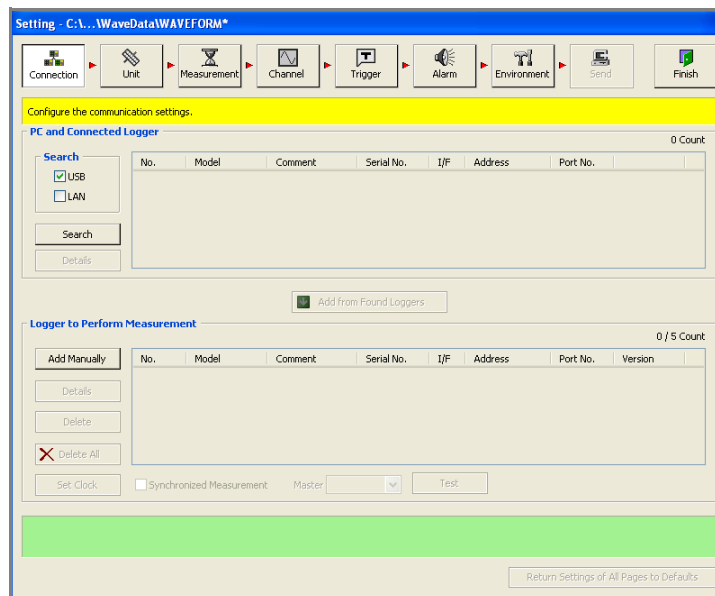 Setting - C:\...\WaveData\WAVEFORM*
Connection
Unit
Measurement
Channel
Trigger
Alarm
Environment
Send
Finish
Configure the communication settings.
PC and Connected Logger
0 Count
Search
USB
LAN
Search
Details
No. Model Comment Serial No. I/F Address Port No.
Add from Found Loggers
Logger to Perform Measurement
0 / 5 Count
Add Manually
No. Model Comment Serial No. I/F Address Port No. Version
Details
Delete
Delete All
Set Clock
Synchronized Measurement
Master
Test
Return Settings of All Pages to Defaults